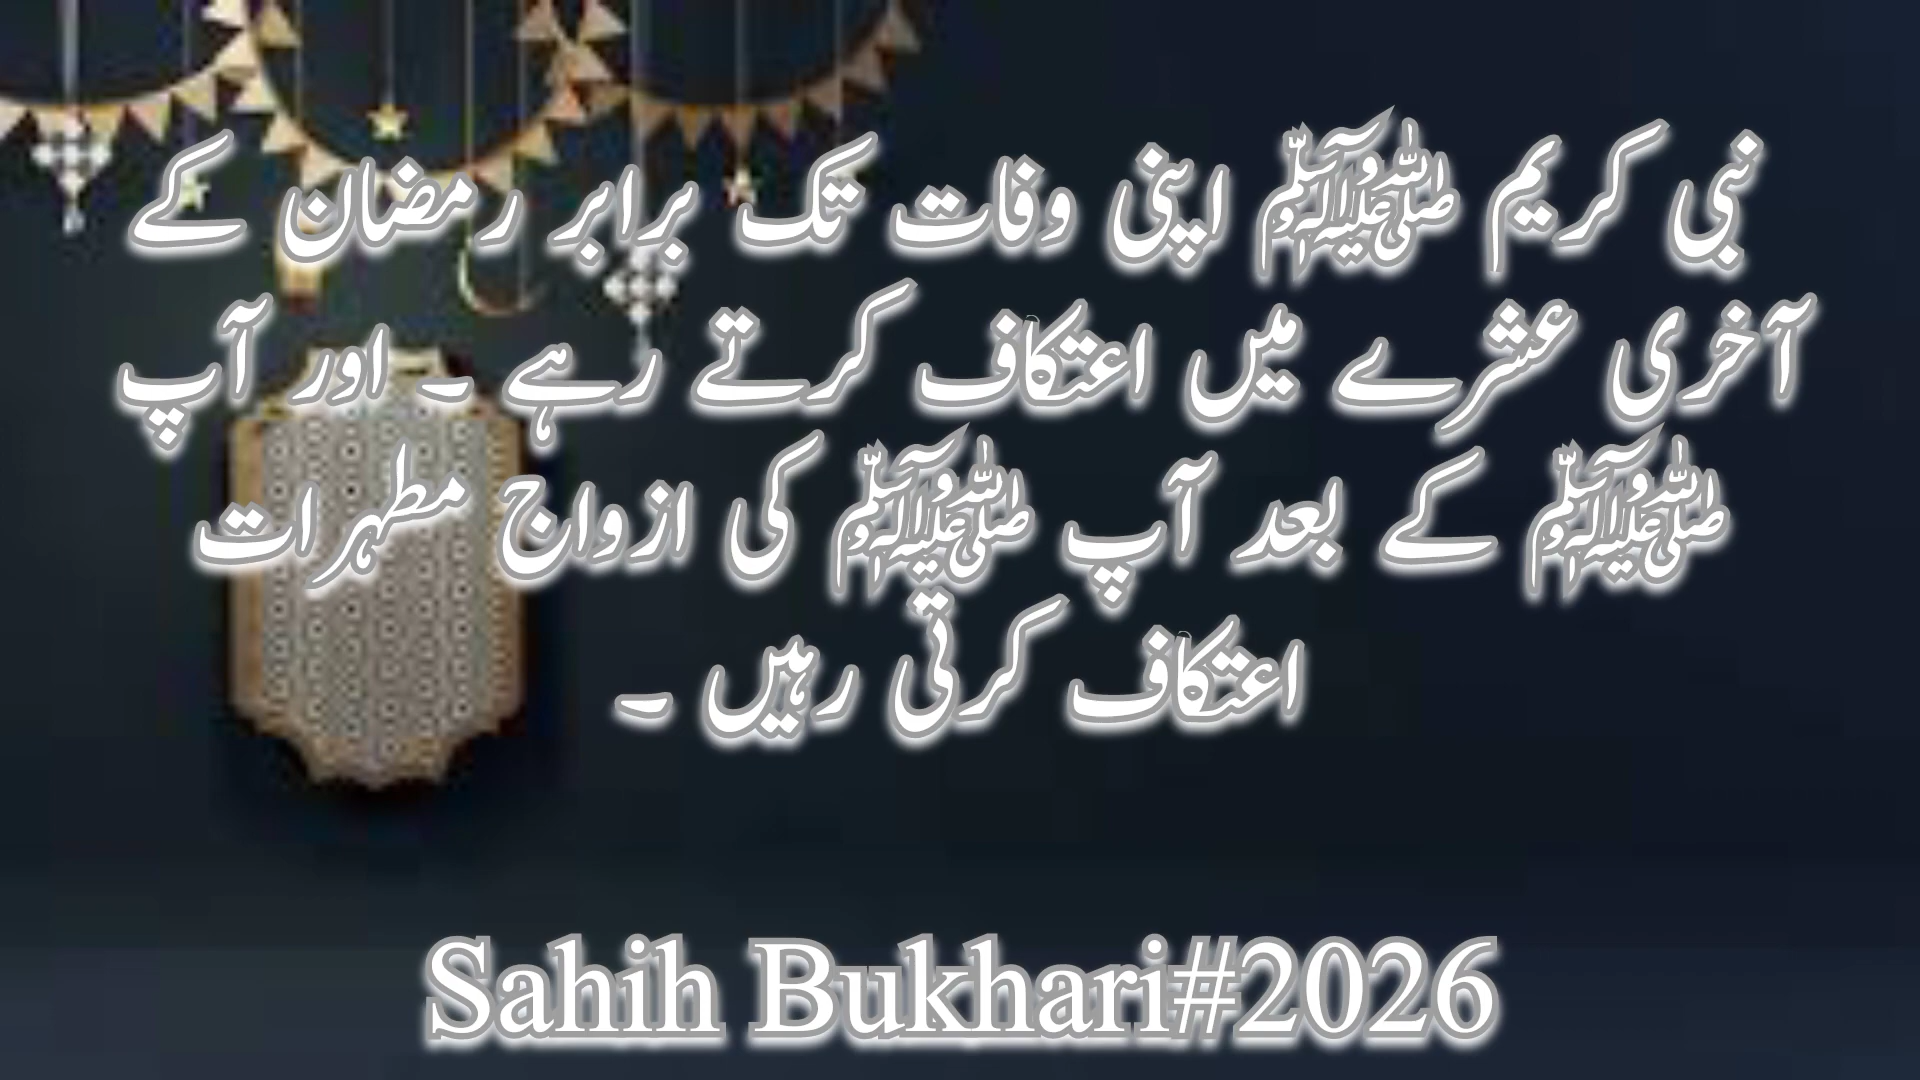 نبی کریم ﷺ اپنی وفات تک برابر رمضان کے
آخری عشرے میں اعتکاف کرتے رہے ۔ اور آپ
ﷺ کے بعد آپ ﷺ کی ازواج مطہرات
اعتکاف کرتی رہیں ۔
Sahih Bukhari#2026